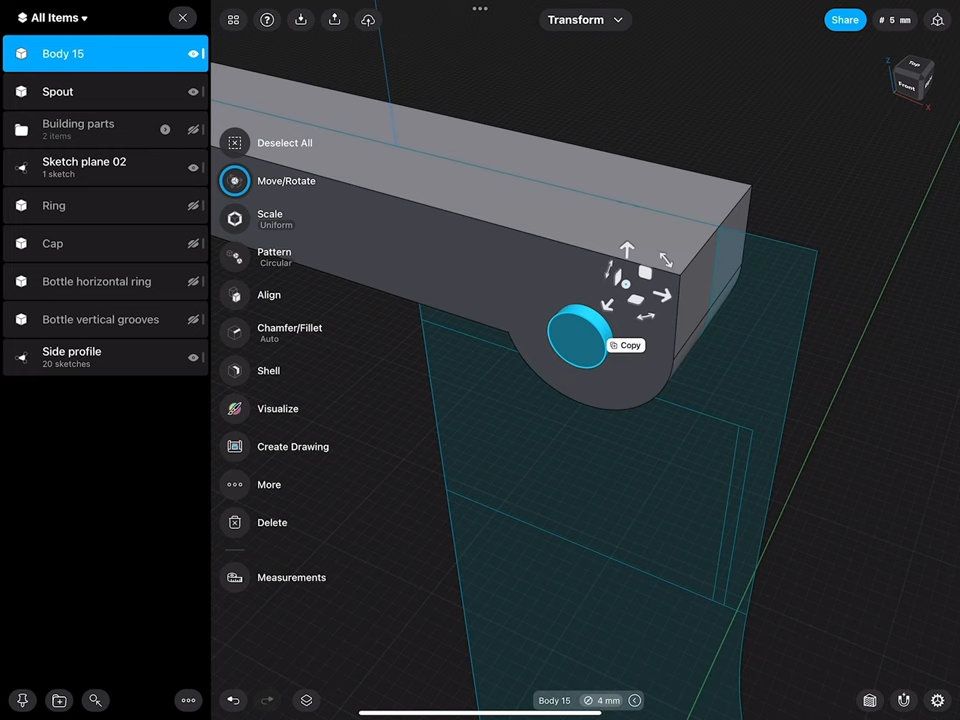 All Items
Transform
Share
# 5 mm
Body 15
Spout
Building parts
2 items
Sketch plane 02
1 sketch
Ring
Cap
Bottle horizontal ring
Bottle vertical grooves
Side profile
20 sketches
Deselect All
Move/Rotate
Scale
Uniform
Pattern
Circular
Align
Chamfer/Fillet
Auto
Shell
Visualize
Create Drawing
More
Delete
Measurements
Copy
Top
Front
Z
X
Body 15
4 mm